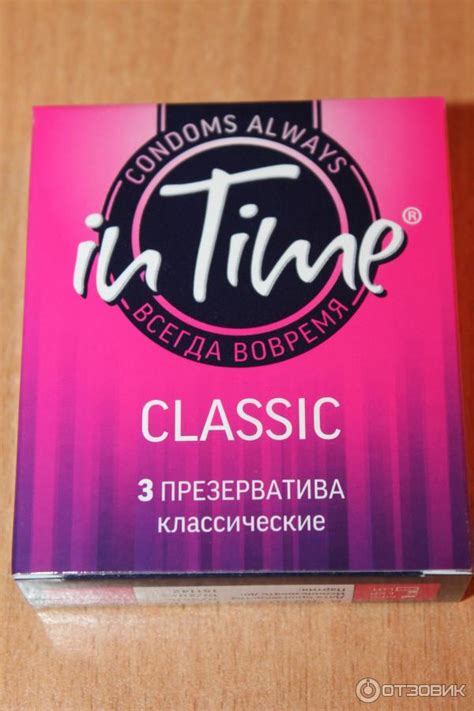 CONDOMS ALWAYS
in Time®
ВСЕГДА ВОВРЕМЯ
CLASSIC
3 ПРЕЗЕРВАТИВА
классические
ОТЗОВИК